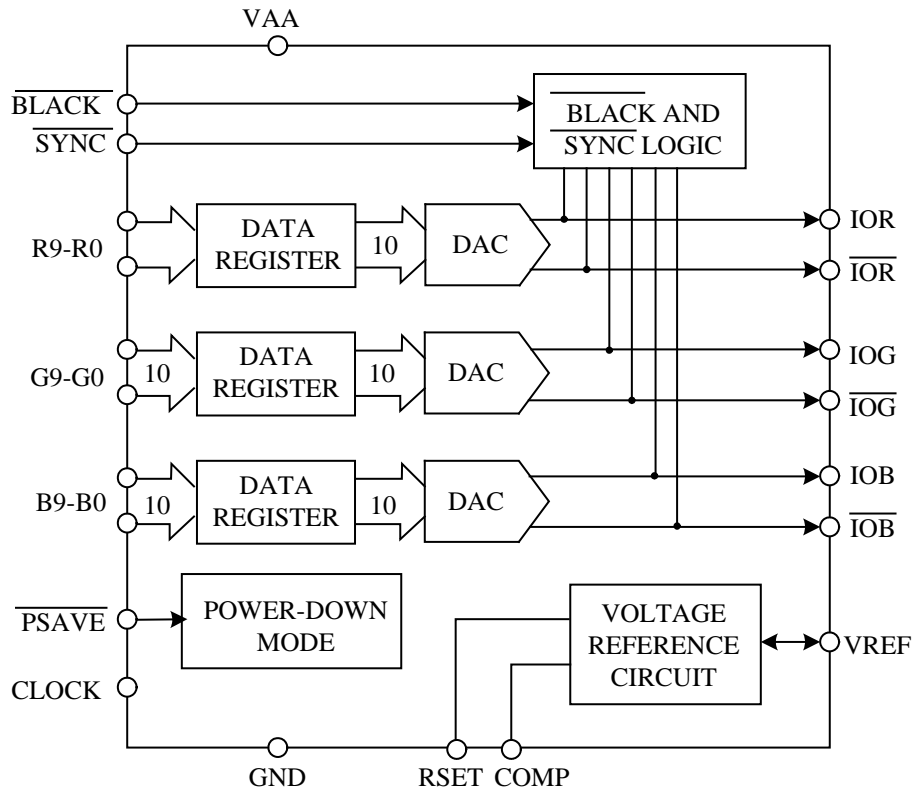 VAA
BLACK
SYNC
BLACK AND
SYNC LOGIC
R9-R0
DATA
REGISTER
10
DAC
IOR
IOR
G9-G0
10
DATA
REGISTER
10
DAC
IOG
IOG
B9-B0
10
DATA
REGISTER
10
DAC
IOB
IOB
PSAVE
POWER-DOWN
MODE
VOLTAGE
REFERENCE
CIRCUIT
VREF
CLOCK
GND
RSET
COMP